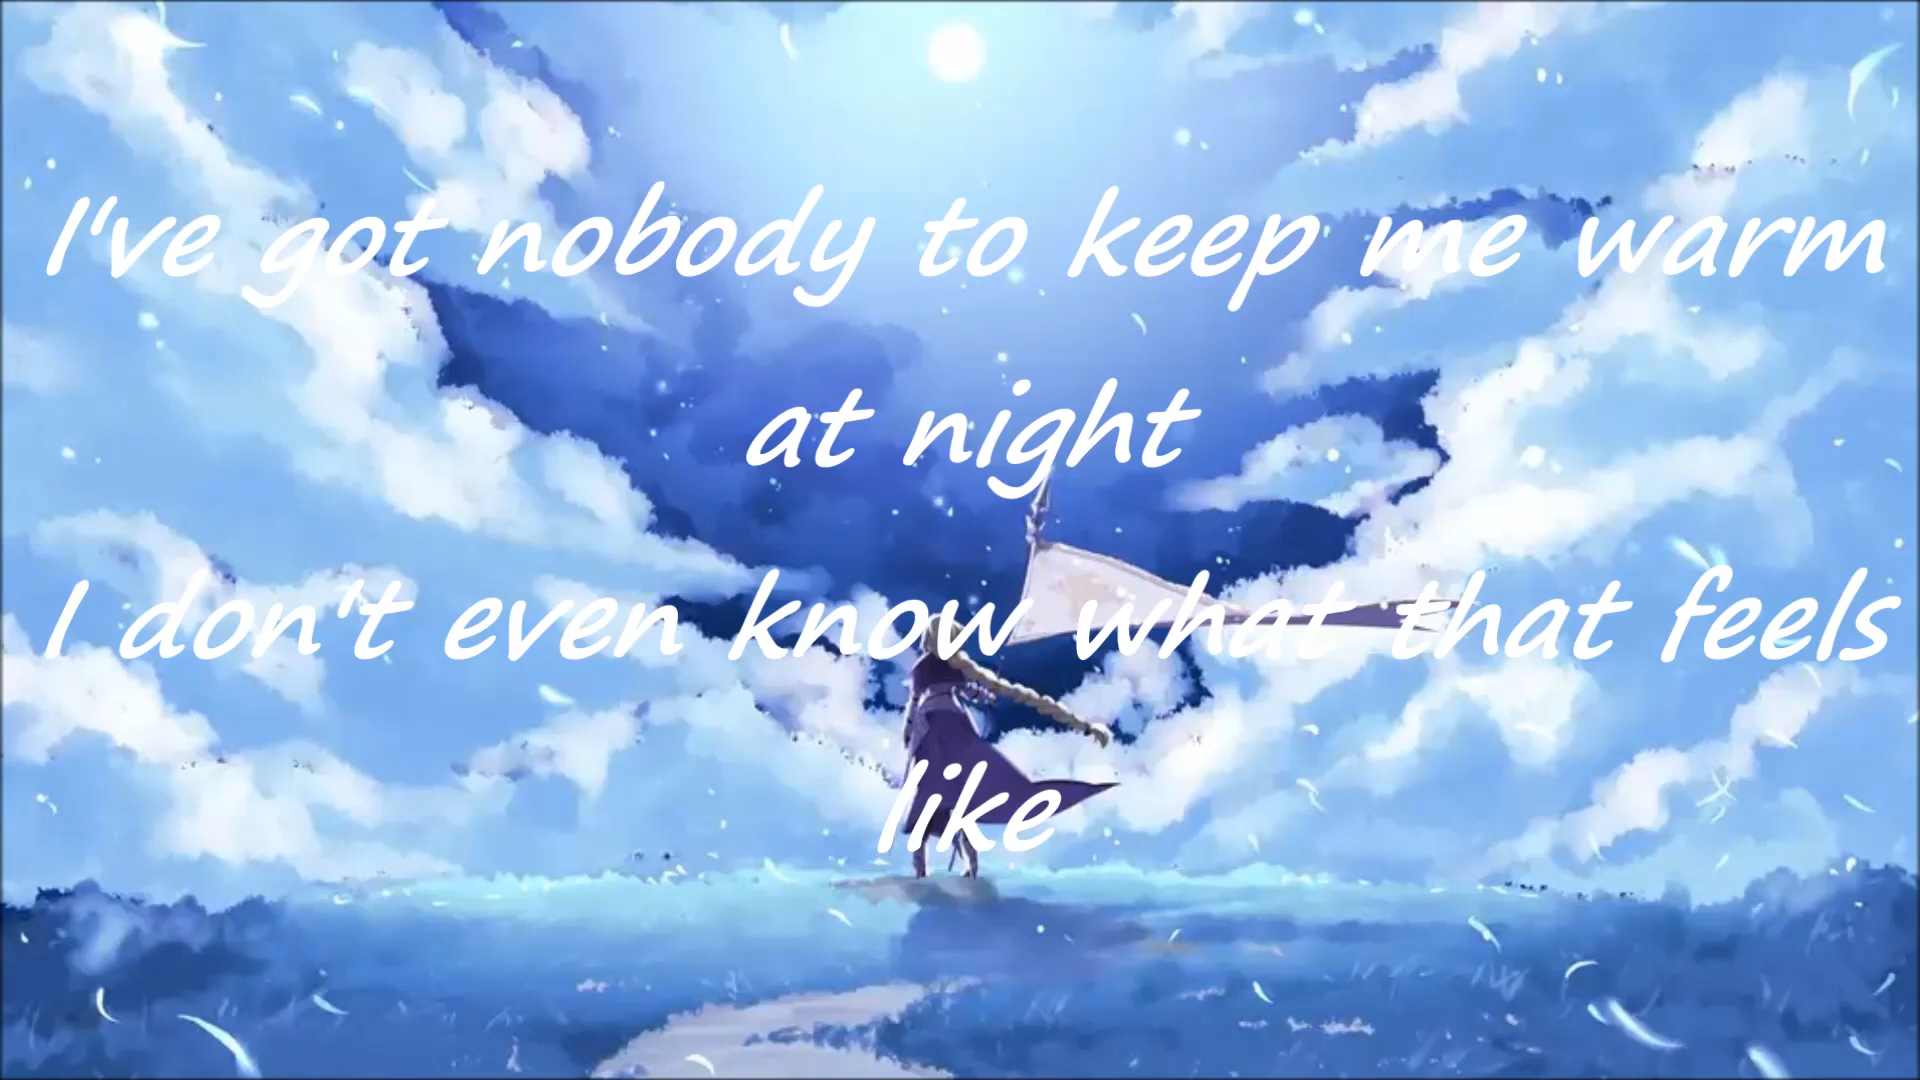 I've got nobody to keep me warm
at night
I don't even know what that feels
like